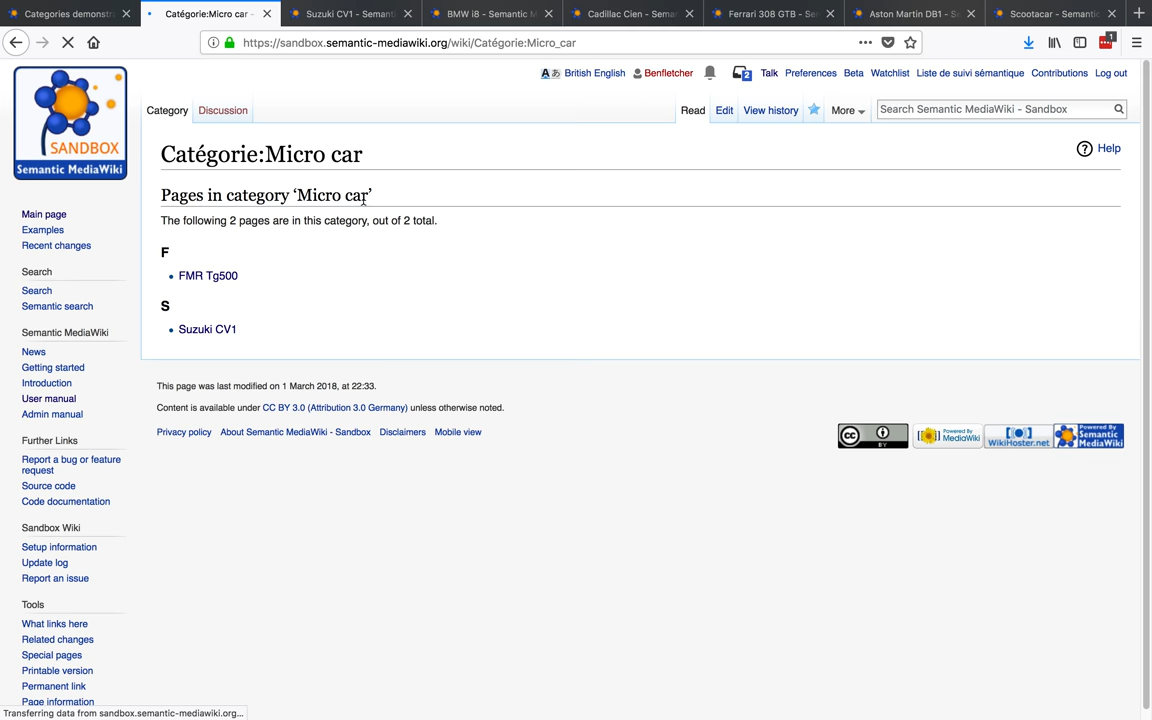 Categories demonstr
Catégorie:Micro car -
Suzuki CV1 - Semanti
BMW i8 - Semantic M
Cadillac Cien - Semar
Ferrari 308 GTB - Se
Aston Martin DB1 - S
Scootacar - Semantic
https://sandbox.semantic-mediawiki.org/wiki/Catégorie:Micro_car
1
SANDBOX
Semantic MediaWiki
British English
Benfletcher
2
Talk
Preferences
Beta
Watchlist
Liste de suivi sémantique
Contributions
Log out
Category
Discussion
Read
Edit
View history
More
Search Semantic MediaWiki - Sandbox
Catégorie:Micro car
Help
Pages in category ‘Micro car’
The following 2 pages are in this category, out of 2 total.
F
FMR Tg500
S
Suzuki CV1
This page was last modified on 1 March 2018, at 22:33.
Content is available under CC BY 3.0 (Attribution 3.0 Germany) unless otherwise noted.
Privacy policy
About Semantic MediaWiki - Sandbox
Disclaimers
Mobile view
cc
BY
Powered By
MediaWiki
WikiHoster.net
Powered By
Semantic
MediaWiki
Main page
Examples
Recent changes
Search
Search
Semantic search
Semantic MediaWiki
News
Getting started
Introduction
User manual
Admin manual
Further Links
Report a bug or feature
request
Source code
Code documentation
Sandbox Wiki
Setup information
Update log
Report an issue
Tools
What links here
Related changes
Special pages
Printable version
Permanent link
Page information
Transferring data from sandbox.semantic-mediawiki.org...